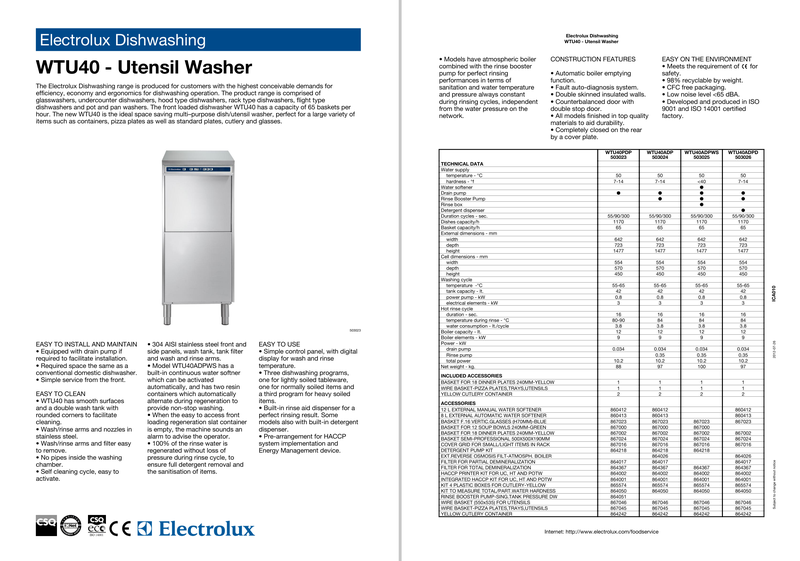 Electrolux Dishwashing
WTU40 - Utensil Washer
The Electrolux Dishwashing range is produced for customers with the highest conceivable demands for
efficiency, economy and ergonomics for dishwashing operation. The product range is comprised of
glasswashers, undercounter dishwashers, hood type dishwashers, rack type dishwashers, flight type
dishwashers and pot and pan washers. The front loaded dishwasher WTU40 has a capacity of 65 baskets per
hour. The new WTU40 is the ideal space saving multi–purpose dish/utensil washer, perfect for a large variety of
items such as containers, pizza plates as well as standard plates, cutlery and glasses.
503023
EASY TO INSTALL AND MAINTAIN
• Equipped with drain pump if
required to facilitate installation.
• Required space the same as a
conventional domestic dishwasher.
• Simple service from the front.
EASY TO CLEAN
• WTU40 has smooth surfaces
and a double wash tank with
rounded corners to facilitate
cleaning.
• Wash/rinse arms and nozzles in
stainless steel.
• Wash/rinse arms and filter easy
to remove.
• No pipes inside the washing
chamber.
• Self cleaning cycle, easy to
activate.
• 304 AISI stainless steel front and
side panels, wash tank, tank filter
and wash and rinse arms.
• Model WTU40ADPWS has a
built-in continuous water softner
which can be activated
automatically, and has two resin
containers which automatically
alternate during regeneration to
provide non-stop washing.
• When the easy to access front
loading regeneration slat container
is empty, the machine sounds an
alarm to advise the operator.
• 100% of the rinse water is
regenerated without loss of
pressure during rinse cycle, to
ensure full detergent removal and
the sanitisation of items.
EASY TO USE
• Simple control panel, with digital
display for wash and rinse
temperature.
• Three dishwashing programs,
one for lightly soiled tableware,
one for normally soiled items and
a third program for heavy soiled
items.
• Built-in rinse aid dispenser for a
perfect rinsing result. Some
models also with built-in detergent
dispenser.
• Pre-arrangement for HACCP
system implementation and
Energy Management device.
CSQ
CSQ
eco
CE
Electrolux
Electrolux Dishwashing
WTU40 - Utensil Washer
• Models have atmospheric boiler
combined with the rinse booster
pump for perfect rinsing
performances in terms of
sanitation and water temperature
and pressure always constant
during rinsing cycles, independent
from the water pressure on the
network.
CONSTRUCTION FEATURES
• Automatic boiler emptying
function.
• Fault auto-diagnosis system.
• Double skinned insulated walls.
• Counterbalanced door with
double stop door.
• All models finished in top quality
materials to aid durability.
• Completely closed on the rear
by a cover plate.
EASY ON THE ENVIRONMENT
• Meets the requirement of CE for
safety.
• 98% recyclable by weight.
• CFC free packaging.
• Low noise level <65 dBA.
• Developed and produced in ISO
9001 and ISO 14001 certified
factory.
WTU40PDP WTU40ADP WTU40ADPWS WTU40ADPD
503023 503024 503025 503026
TECHNICAL DATA
Water supply
temperature - °C 50 50 50 50
hardness - °f 7-14 7-14 <40 7-14
Water softener ●
Drain pump ● ● ● ●
Rinse Booster Pump ● ● ●
Rinse box ●
Detergent dispenser ●
Duration cycles - sec. 55/90/300 55/90/300 55/90/300 55/90/300
Dishes capacity/h 1170 1170 1170 1170
Basket capacity/h 65 65 65 65
External dimensions - mm
width 642 642 642 642
depth 723 723 723 723
height 1477 1477 1477 1477
Cell dimensions - mm
width 554 554 554 554
depth 570 570 570 570
height 450 450 450 450
Washing cycle
temperature -°C 55-65 55-65 55-65 55-65
tank capacity - lt. 42 42 42 42
power pump - kW 0.8 0.8 0.8 0.8
electrical elements - kW 3 3 3 3
Hot rinse cycle
duration - sec. 16 16 16 16
temperature during rinse - °C 80-90 84 84 84
water consumption - lt./cycle 3.8 3.8 3.8 3.8
Boiler capacity - lt. 12 12 12 12
Boiler elements - kW 9 9 9 9
Power - kW
drain pump 0.034 0.034 0.034 0.034
Rinse pump 0.35 0.35 0.35
total power 10.2 10.2 10.2 10.2
Net weight - kg. 88 97 100 97
INCLUDED ACCESSORIES
BASKET FOR 18 DINNER PLATES 240MM-YELLOW 1 1 1 1
WIRE BASKET-PIZZA PLATES,TRAYS,UTENSILS 1 1 1 1
YELLOW CUTLERY CONTAINER 2 2 2 2
ACCESSORIES
12 L EXTERNAL MANUAL WATER SOFTENER 860412 860412 860412
8 L EXTERNAL AUTOMATIC WATER SOFTENER 860413 860413 860413
BASKET F.16 VERTIC.GLASSES (H70MM)-BLUE 867023 867023 867023 867023
BASKET FOR 12 SOUP BOWLS 240MM-GREEN 867000 867000 867000
BASKET FOR 18 DINNER PLATES 240MM-YELLOW 867002 867002 867002 867002
BASKET SEMI-PROFESSIONAL 500X500X190MM 867024 867024 867024 867024
COVER GRID FOR SMALL/LIGHT ITEMS IN RACK 867016 867016 867016 867016
DETERGENT PUMP KIT 864218 864218 864218
EXT.REVERSE OSMOSIS FILT-ATMOSPH. BOILER 864026 864026
FILTER FOR PARTIAL DEMINERALIZATION 864017 864017 864017
FILTER FOR TOTAL DEMINERALIZATION 864367 864367 864367 864367
HACCP PRINTER KIT FOR UC, HT AND POTW 864002 864002 864002 864002
INTEGRATED HACCP KIT FOR UC, HT AND POTW 864001 864001 864001 864001
KIT 4 PLASTIC BOXES FOR CUTLERY-YELLOW 865574 865574 865574 865574
KIT TO MEASURE TOTAL/PART.WATER HARDNESS 864050 864050 864050 864050
RINSE BOOSTER PUMP-SING.TANK PRESSURE DW 864051
WIRE BASKET (550x535) FOR UTENSILS 867046 867046 867046 867046
WIRE BASKET-PIZZA PLATES,TRAYS,UTENSILS 867045 867045 867045 867045
YELLOW CUTLERY CONTAINER 864242 864242 864242 864242
ICA010
Subject to change without notice
Internet: http://www.electrolux.com/foodservice